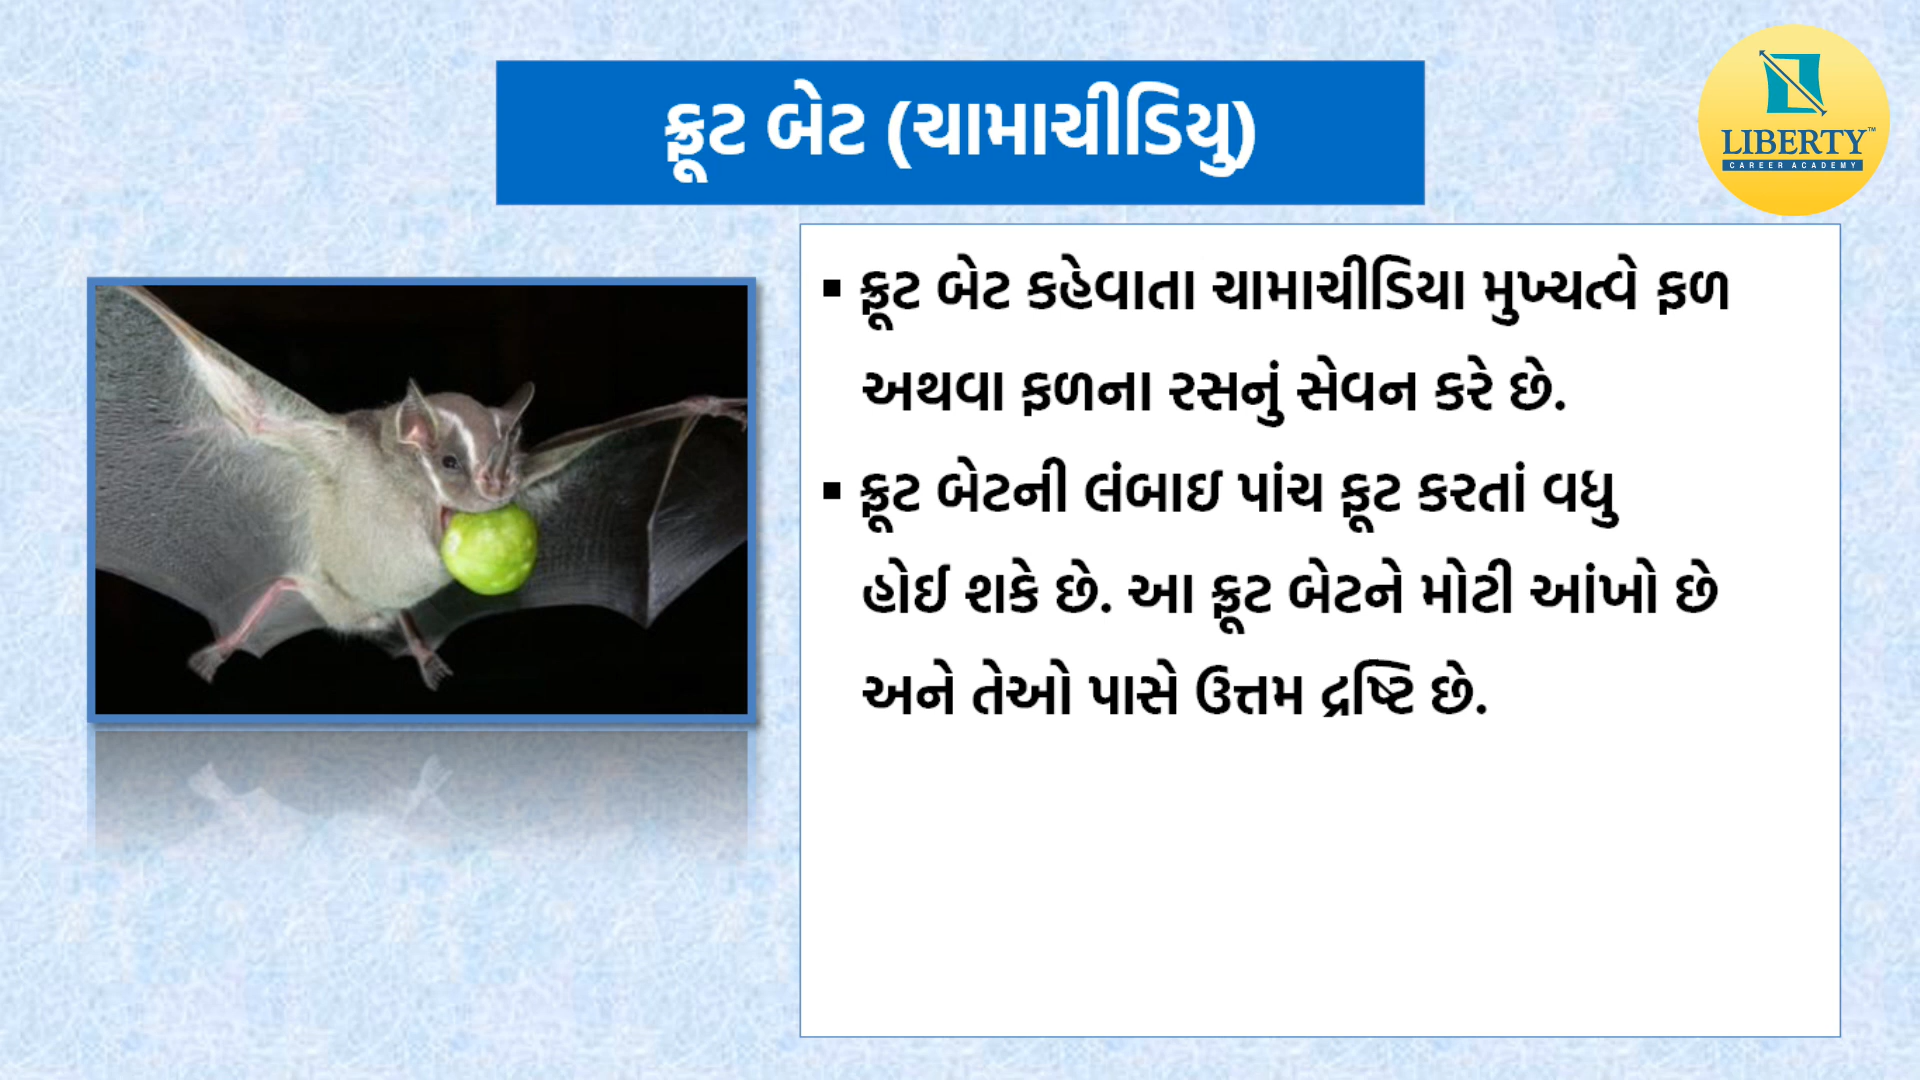 ફ્રૂટ બેટ (ચામાચીડિયુ)
LIBERTY™
CAREER ACADEMY
▪ ફ્રૂટ બેટ કહેવાતા ચામાચીડિયા મુખ્યત્વે ફળ
અથવા ફળના રસનું સેવન કરે છે.
▪ ફ્રૂટ બેટની લંબાઇ પાંચ ફૂટ કરતાં વધુ
હોઈ શકે છે. આ ફ્રૂટ બેટને મોટી આંખો છે
અને તેઓ પાસે ઉત્તમ દ્રષ્ટિ છે.